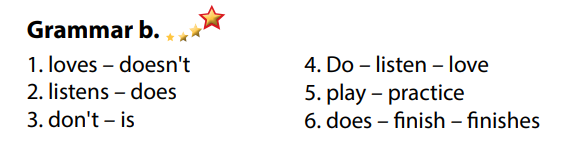 Grammar b.
1. loves – doesn't
2. listens – does
3. don't – is
4. Do – listen – love
5. play – practice
6. does – finish – finishes